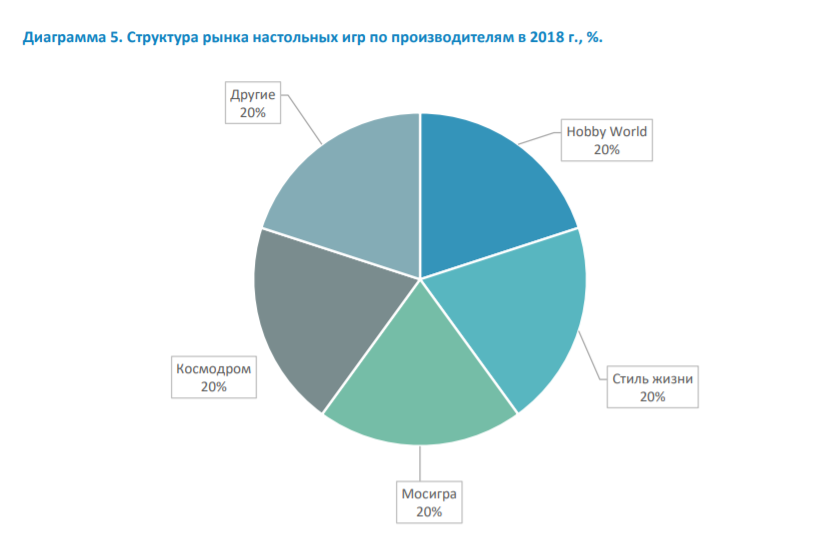 Диаграмма 5. Структура рынка настольных игр по производителям в 2018 г., %.
Другие
20%
Hobby World
20%
Космодром
20%
Стиль жизни
20%
Мосигра
20%